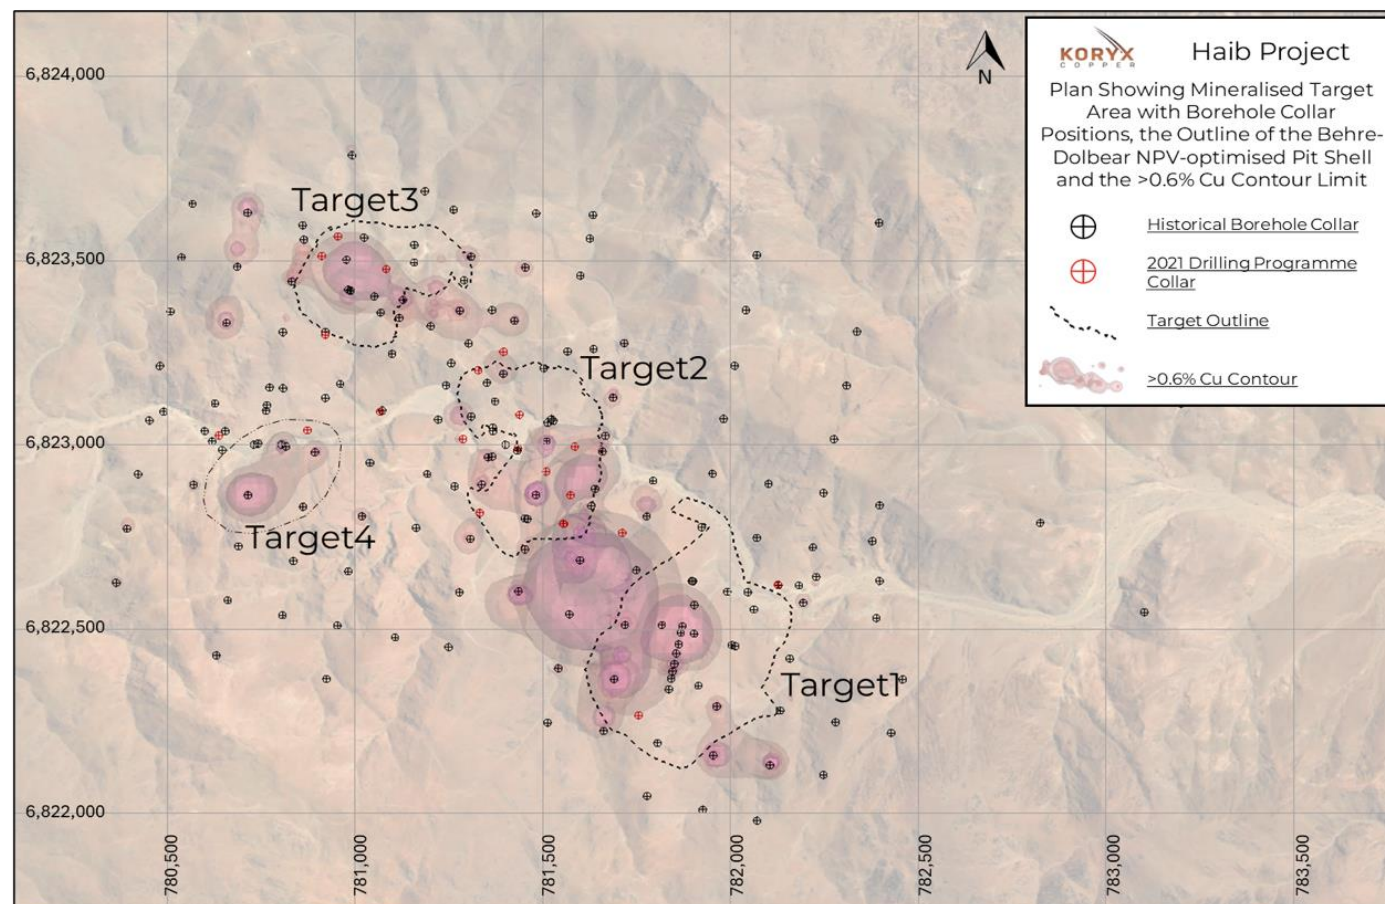 KORYX
COPPER
Haib Project
Plan Showing Mineralised Target
Area with Borehole Collar
Positions, the Outline of the Behre-
Dolbear NPV-optimised Pit Shell
and the >0.6% Cu Contour Limit
Historical Borehole Collar
2021 Drilling Programme
Collar
Target Outline
>0.6% Cu Contour
N
6,824,000
Target3
6,823,500
Target2
6,823,000
Target4
6,822,500
Target1
6,822,000
780,500
781,000
781,500
782,000
782,500
783,000
783,500